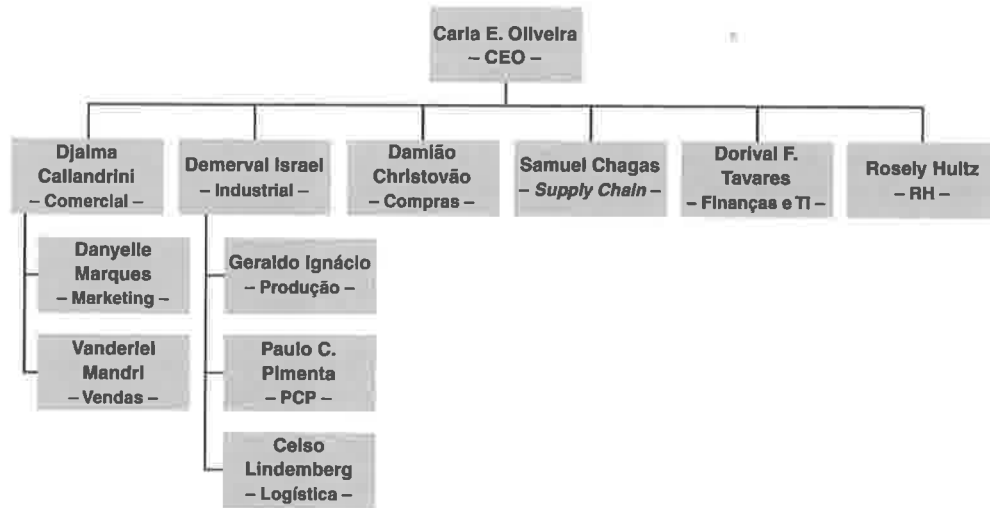 Carla E. Oliveira
– CEO –
Djalma
Callandrini
– Comercial –
Demerval Israel
– Industrial –
Damião
Christovão
– Compras –
Samuel Chagas
– Supply Chain –
Dorival F.
Tavares
– Finanças e TI –
Rosely Hultz
– RH –
Danyelle
Marques
– Marketing –
Geraldo Ignácio
– Produção –
Vanderlei
Mandri
– Vendas –
Paulo C.
Pimenta
– PCP –
Celso
Lindemberg
– Logística –